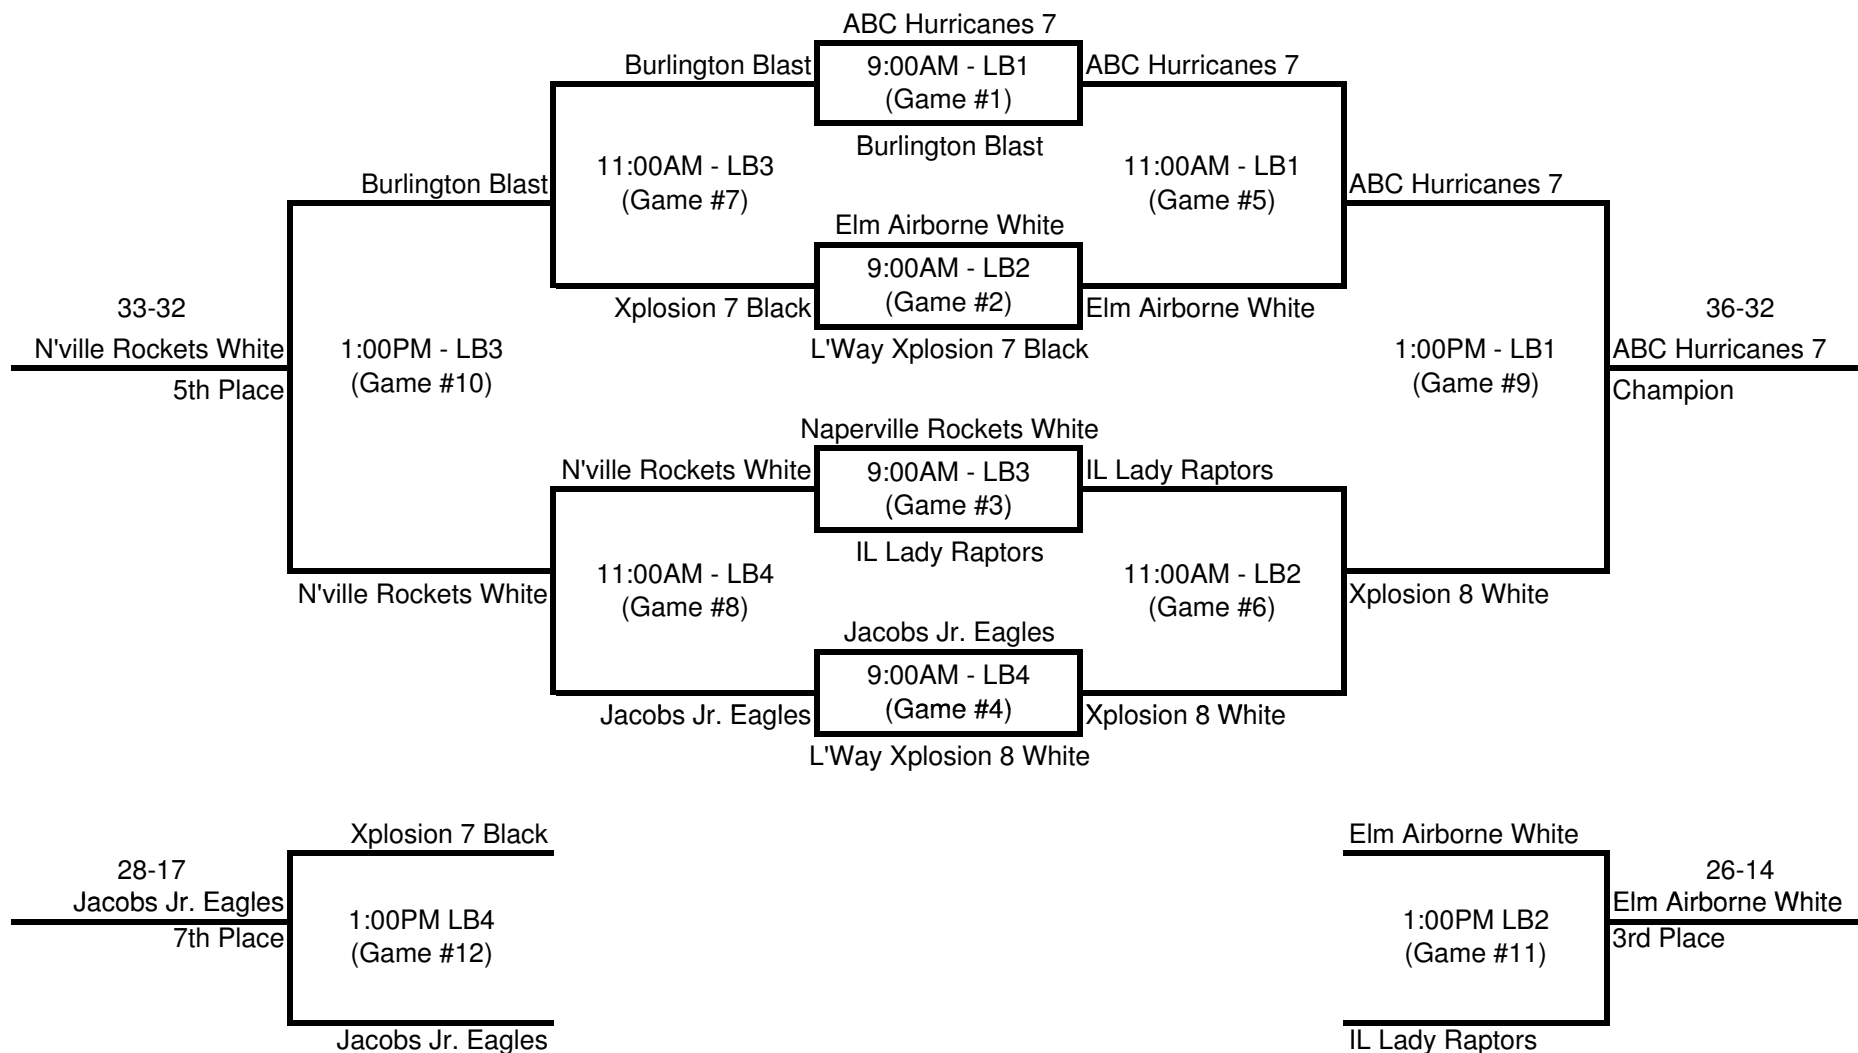 ABC Hurricanes 7
Burlington Blast
9:00AM - LB1
ABC Hurricanes 7
(Game #1)
Burlington Blast
11:00AM - LB3
11:00AM - LB1
Burlington Blast
(Game #7)
(Game #5)
ABC Hurricanes 7
Elm Airborne White
9:00AM - LB2
33-32
Xplosion 7 Black
(Game #2)
Elm Airborne White
36-32
N'ville Rockets White
1:00PM - LB3
L'Way Xplosion 7 Black
1:00PM - LB1
ABC Hurricanes 7
5th Place
(Game #10)
(Game #9)
Champion
Naperville Rockets White
N'ville Rockets White
9:00AM - LB3
IL Lady Raptors
(Game #3)
IL Lady Raptors
11:00AM - LB4
11:00AM - LB2
N'ville Rockets White
(Game #8)
(Game #6)
Xplosion 8 White
Jacobs Jr. Eagles
9:00AM - LB4
Jacobs Jr. Eagles
(Game #4)
Xplosion 8 White
L'Way Xplosion 8 White
Xplosion 7 Black
Elm Airborne White
28-17
26-14
Jacobs Jr. Eagles
Elm Airborne White
1:00PM LB4
1:00PM LB2
7th Place
3rd Place
(Game #12)
(Game #11)
Jacobs Jr. Eagles
IL Lady Raptors